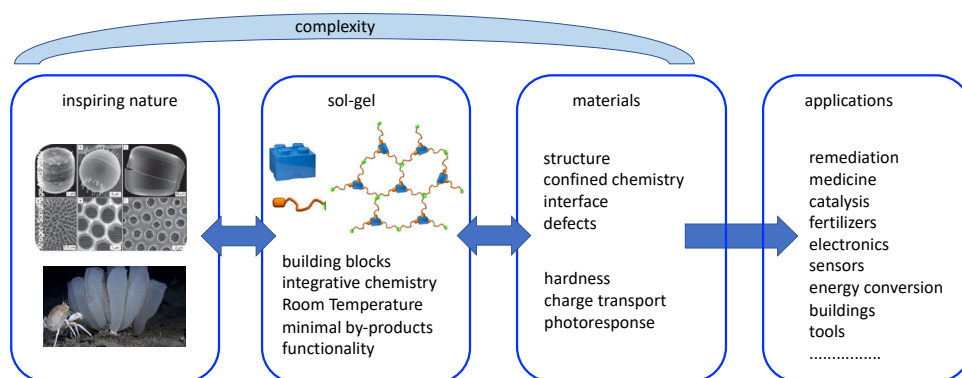 complexity
inspiring nature
sol-gel
building blocks
integrative chemistry
Room Temperature
minimal by-products
functionality
materials
structure
confined chemistry
interface
defects
hardness
charge transport
photoresponse
applications
remediation
medicine
catalysis
fertilizers
electronics
sensors
energy conversion
buildings
tools
.................